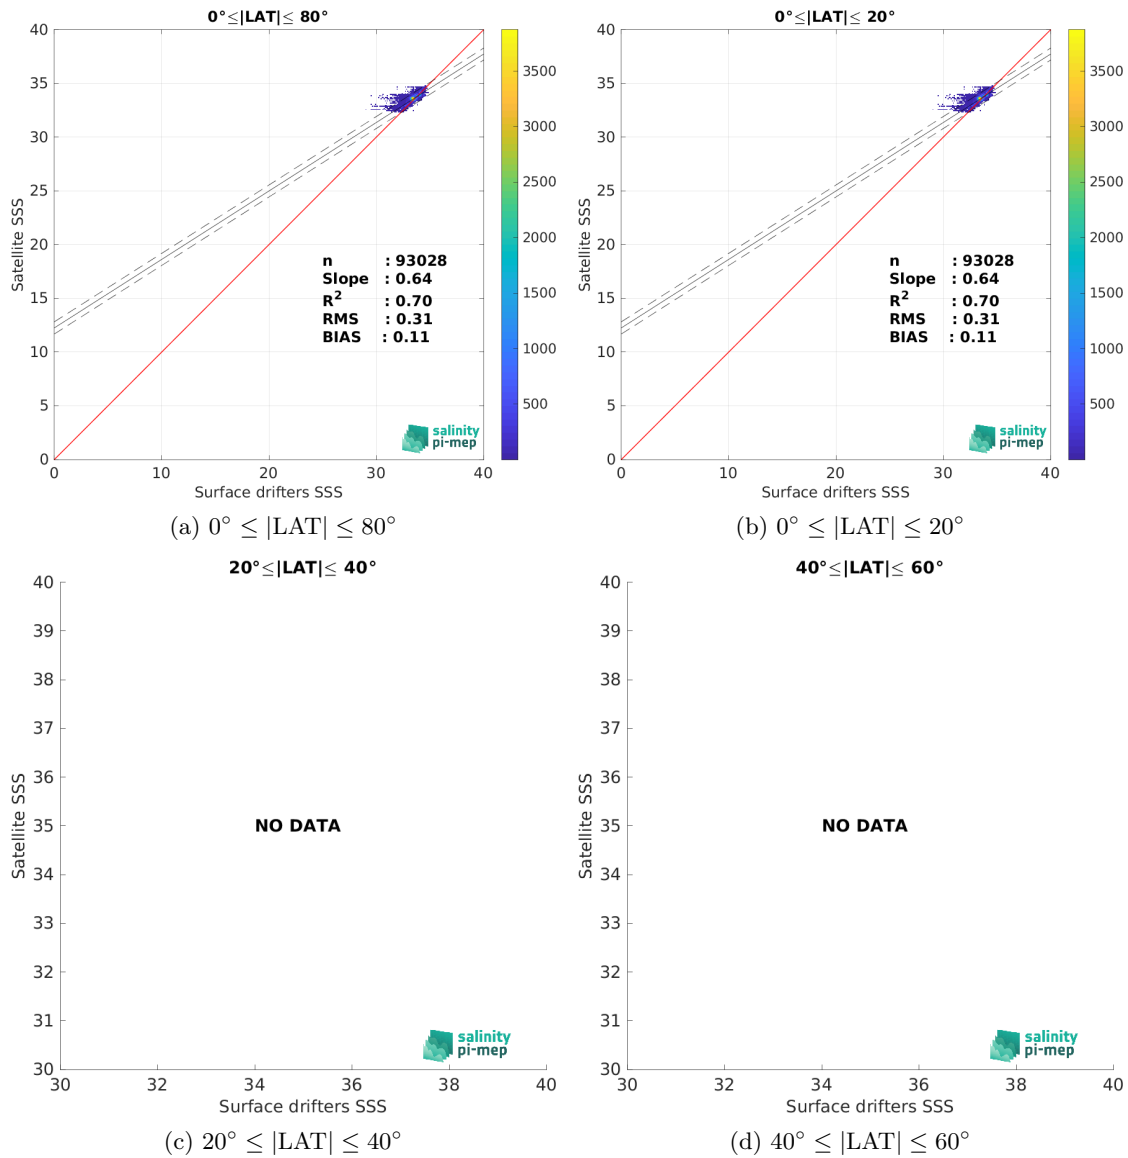 0°≤|LAT|≤ 80°
40
35
30
25
20
15
10
5
0
0
10
20
30
40
Satellite SSS
Surface drifters SSS
n : 93028
Slope : 0.64
R² : 0.70
RMS : 0.31
BIAS : 0.11
salinity
pi-mep
3500
3000
2500
2000
1500
1000
500
(a) 0° ≤ |LAT| ≤ 80°
0°≤|LAT|≤ 20°
40
35
30
25
20
15
10
5
0
0
10
20
30
40
Satellite SSS
Surface drifters SSS
n : 93028
Slope : 0.64
R² : 0.70
RMS : 0.31
BIAS : 0.11
salinity
pi-mep
3500
3000
2500
2000
1500
1000
500
(b) 0° ≤ |LAT| ≤ 20°
20°≤|LAT|≤ 40°
40
39
38
37
36
35
34
33
32
31
30
30
32
34
36
38
40
Satellite SSS
Surface drifters SSS
NO DATA
salinity
pi-mep
(c) 20° ≤ |LAT| ≤ 40°
40°≤|LAT|≤ 60°
40
39
38
37
36
35
34
33
32
31
30
30
32
34
36
38
40
Satellite SSS
Surface drifters SSS
NO DATA
salinity
pi-mep
(d) 40° ≤ |LAT| ≤ 60°